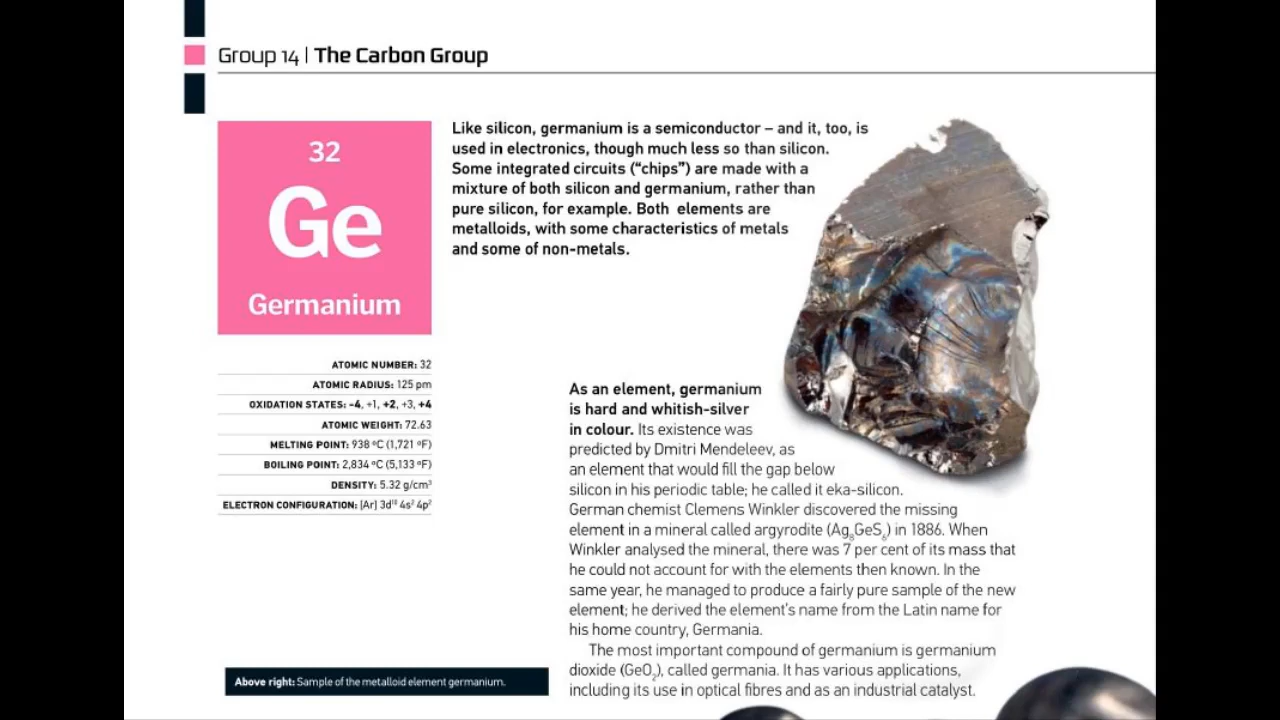 Group 14 | The Carbon Group
32
Ge
Germanium
ATOMIC NUMBER: 32
ATOMIC RADIUS: 125 pm
OXIDATION STATES: -4, +1, +2, +3, +4
ATOMIC WEIGHT: 72.63
MELTING POINT: 938 ºC (1,721 ºF)
BOILING POINT: 2,834 ºC (5,133 ºF)
DENSITY: 5.32 g/cm³
ELECTRON CONFIGURATION: [Ar] 3d¹⁰ 4s² 4p²
Like silicon, germanium is a semiconductor – and it, too, is
used in electronics, though much less so than silicon.
Some integrated circuits (“chips”) are made with a
mixture of both silicon and germanium, rather than
pure silicon, for example. Both elements are
metalloids, with some characteristics of metals
and some of non-metals.
As an element, germanium
is hard and whitish-silver
in colour. Its existence was
predicted by Dmitri Mendeleev, as
an element that would fill the gap below
silicon in his periodic table; he called it eka-silicon.
German chemist Clemens Winkler discovered the missing
element in a mineral called argyrodite (Ag₈GeS₆) in 1886. When
Winkler analysed the mineral, there was 7 per cent of its mass that
he could not account for with the elements then known. In the
same year, he managed to produce a fairly pure sample of the new
element; he derived the element's name from the Latin name for
his home country, Germania.
The most important compound of germanium is germanium
dioxide (GeO₂), called germania. It has various applications,
including its use in optical fibres and as an industrial catalyst.
Above right: Sample of the metalloid element germanium.